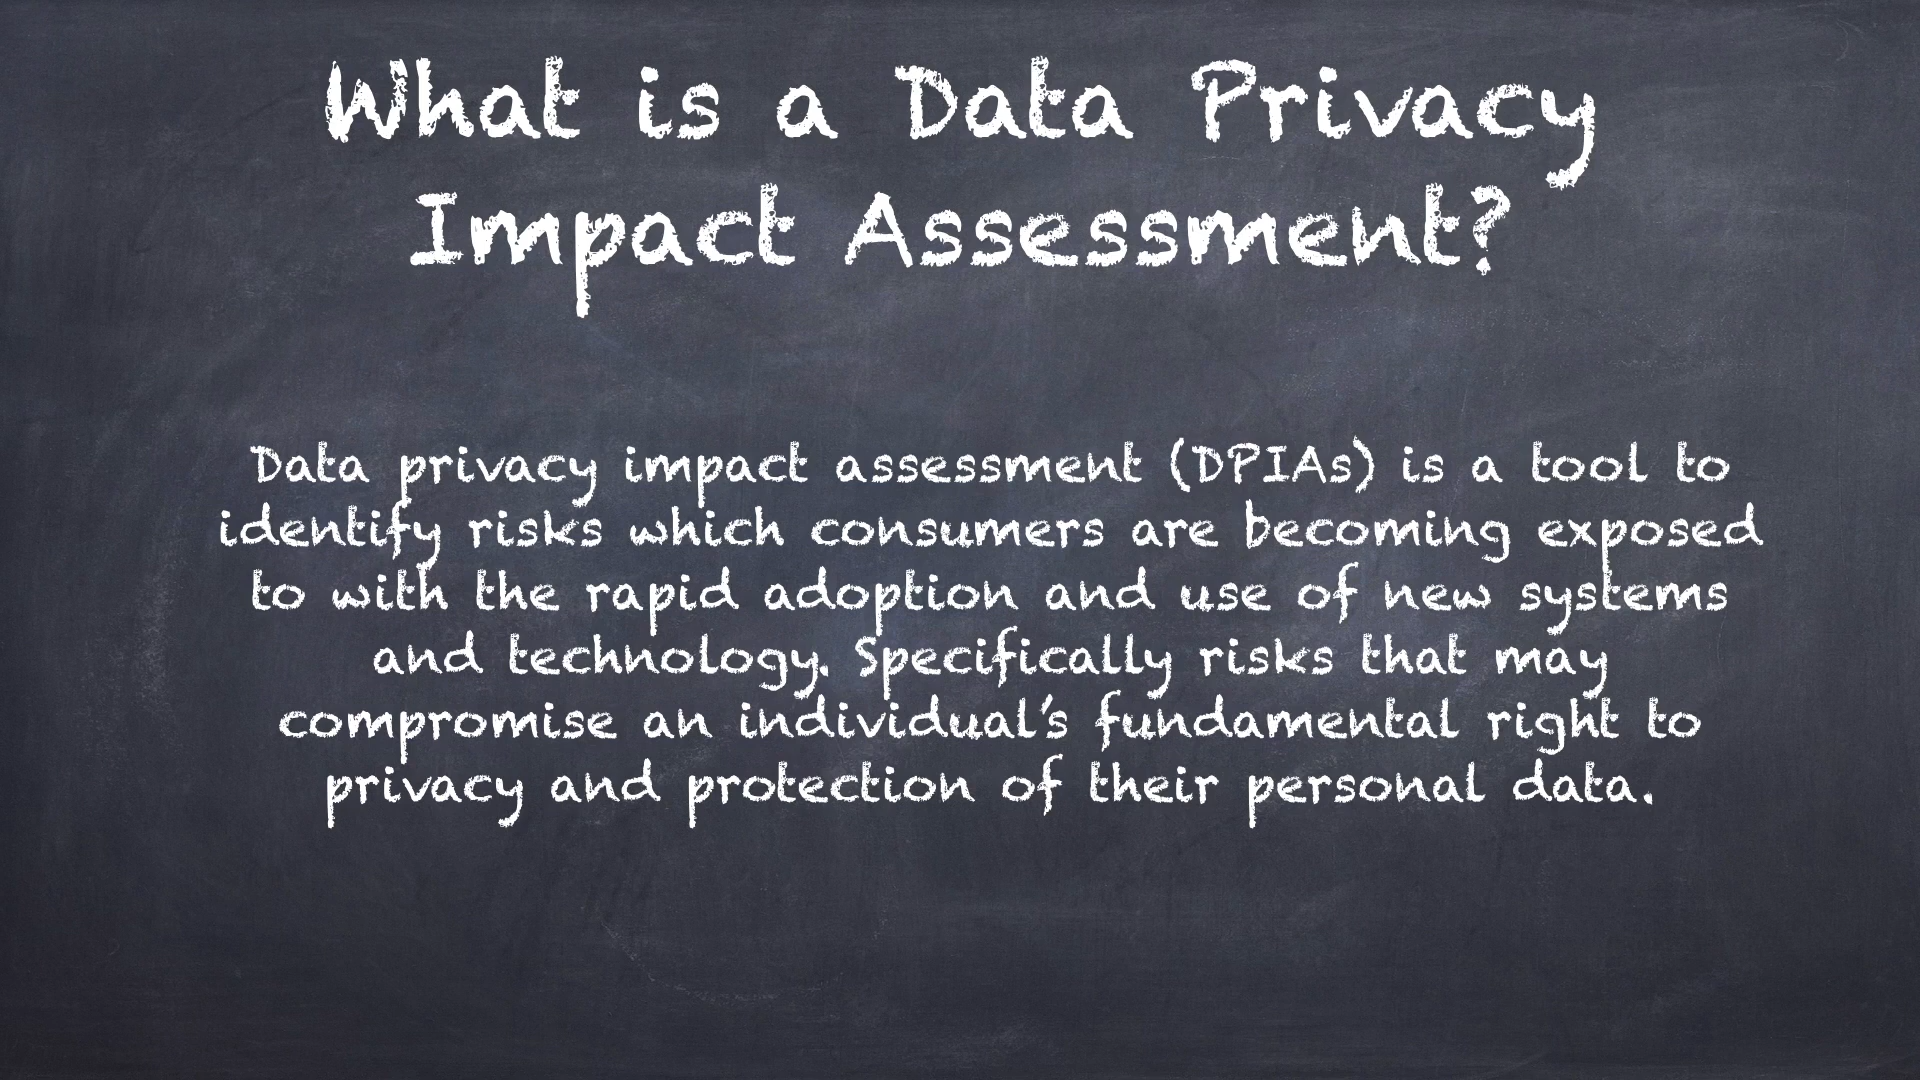 What is a Data Privacy
Impact Assessment?
Data privacy impact assessment (DPIAs) is a tool to
identify risks which consumers are becoming exposed
to with the rapid adoption and use of new systems
and technology. Specifically risks that may
compromise an individual’s fundamental right to
privacy and protection of their personal data.